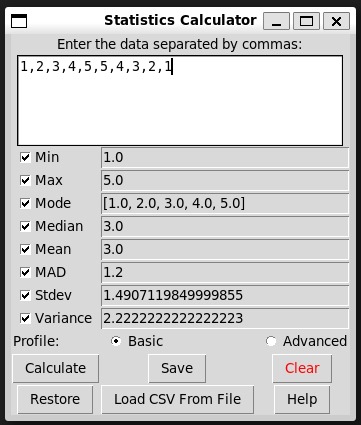 Statistics Calculator
Enter the data separated by commas:
1,2,3,4,5,5,4,3,2,1
Min 1.0
Max 5.0
Mode [1.0, 2.0, 3.0, 4.0, 5.0]
Median 3.0
Mean 3.0
MAD 1.2
Stdev 1.4907119849999855
Variance 2.2222222222222223
Profile: Basic Advanced
Calculate Save Clear
Restore Load CSV From File Help